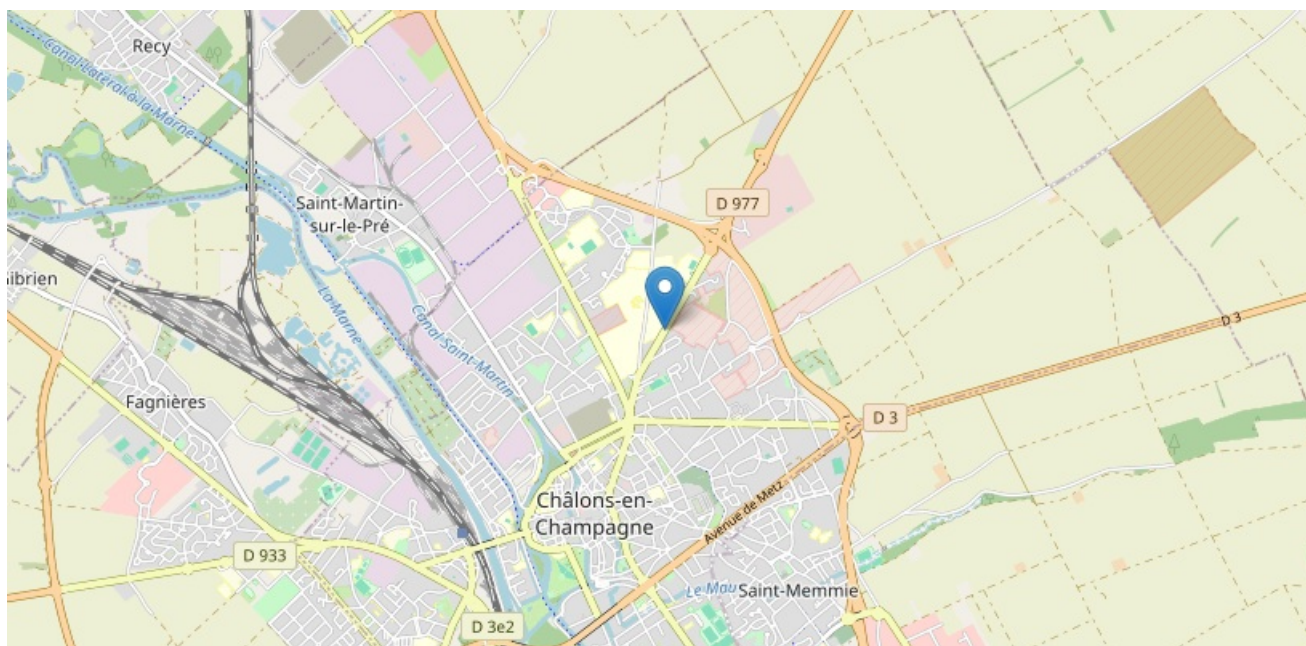 Recy
Canal Latéral à la Marne
Saint-Martin-
sur-le-Pré
D 977
ibrien
La Marne
Canal Saint-Martin
D 3
Fagnières
D 3
Châlons-en-
Champagne
Avenue de Metz
D 933
Le Mau
Saint-Memmie
D 3e2